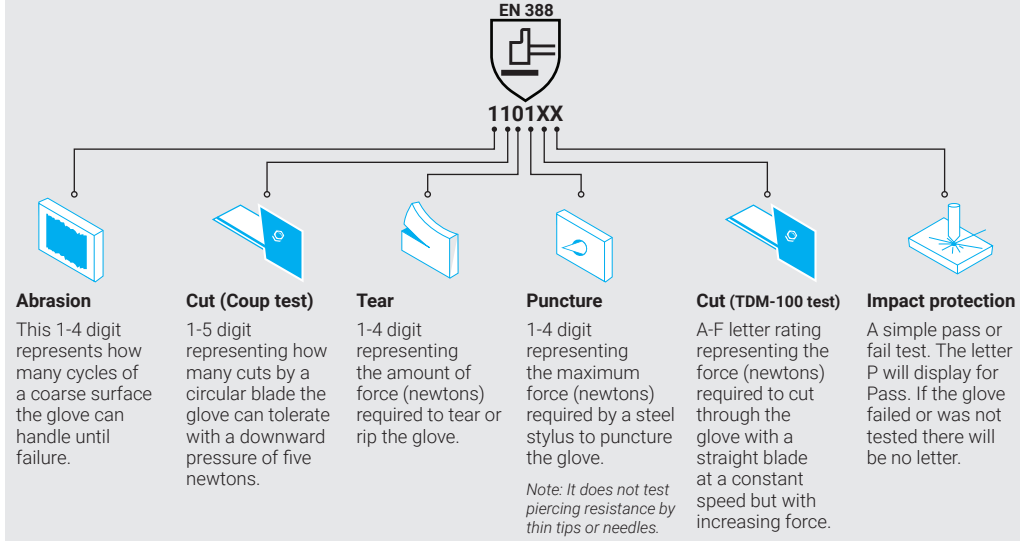 EN 388
1101XX
Abrasion
This 1-4 digit
represents how
many cycles of
a coarse surface
the glove can
handle until
failure.
Cut (Coup test)
1-5 digit
representing how
many cuts by a
circular blade the
glove can tolerate
with a downward
pressure of five
newtons.
Tear
1-4 digit
representing
the amount of
force (newtons)
required to tear or
rip the glove.
Puncture
1-4 digit
representing
the maximum
force (newtons)
required by a steel
stylus to puncture
the glove.
Note: It does not test
piercing resistance by
thin tips or needles.
Cut (TDM-100 test)
A-F letter rating
representing the
force (newtons)
required to cut
through the
glove with a
straight blade
at a constant
speed but with
increasing force.
Impact protection
A simple pass or
fail test. The letter
P will display for
Pass. If the glove
failed or was not
tested there will
be no letter.